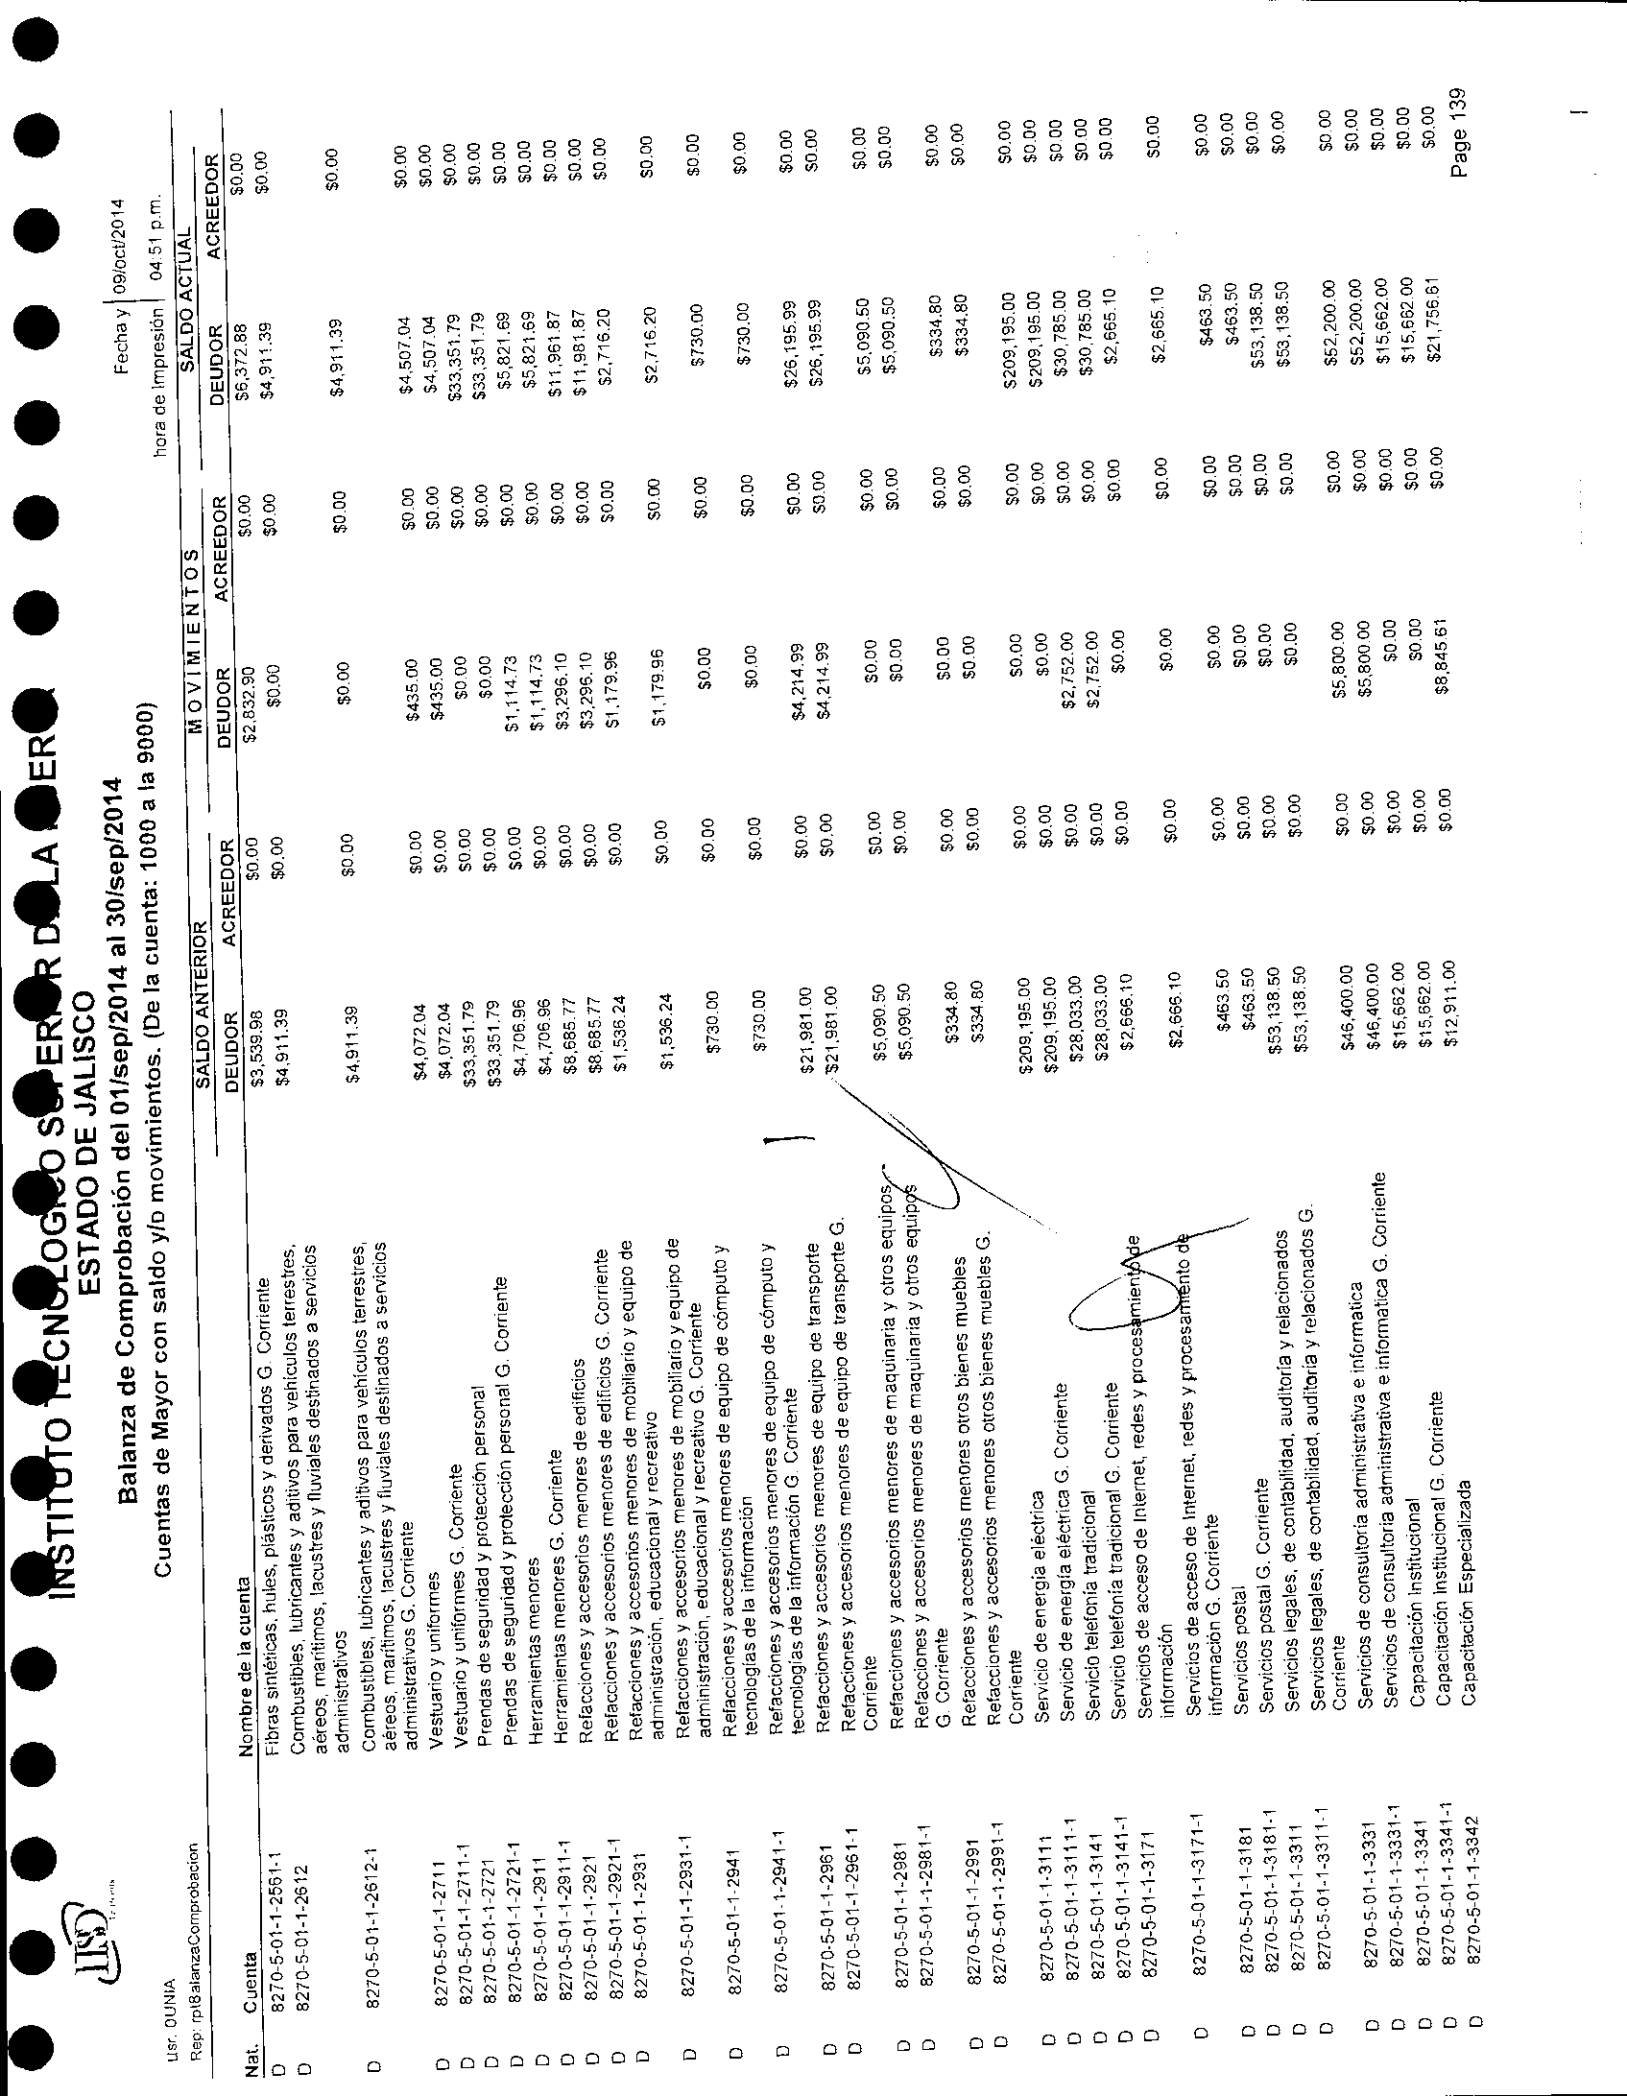 INSTITUTO TECNOLOGICO SUPERIOR DE LA
ESTADO DE JALISCO
Balanza de Comprobación del 01/sep/2014 al 30/sep/2014
Cuentas de Mayor con saldo y/o movimientos. (De la cuenta: 1000 a la 9000)
ITS
Usr. OUNIA
Rep: rptBalanzaComprobacion
Fecha y 09/oct/2014
hora de Impresión 04:51 p.m.
SALDO ANTERIOR MOVIMIENTOS SALDO ACTUAL
Nat. Cuenta Nombre de la cuenta DEUDOR ACREEDOR DEUDOR ACREEDOR DEUDOR ACREEDOR
D 8270-5-01-1-2561-1 Fibras sintéticas, hules, plásticos y derivados G. Corriente $3,539.98 $0.00 $2,832.90 $0.00 $6,372.88 $0.00
D 8270-5-01-1-2612 Combustibles, lubricantes y aditivos para vehículos terrestres, $4,911.39 $0.00 $0.00 $0.00 $4,911.39 $0.00
aéreos, marítimos, lacustres y fluviales destinados a servicios
administrativos
D 8270-5-01-1-2612-1 Combustibles, lubricantes y aditivos para vehículos terrestres, $4,911.39 $0.00 $0.00 $0.00 $4,911.39 $0.00
aéreos, marítimos, lacustres y fluviales destinados a servicios
administrativos G. Corriente
D 8270-5-01-1-2711 Vestuario y uniformes $4,072.04 $0.00 $435.00 $0.00 $4,507.04 $0.00
D 8270-5-01-1-2711-1 Vestuario y uniformes G. Corriente $4,072.04 $0.00 $435.00 $0.00 $4,507.04 $0.00
D 8270-5-01-1-2721 Prendas de seguridad y protección personal $33,351.79 $0.00 $0.00 $0.00 $33,351.79 $0.00
D 8270-5-01-1-2721-1 Prendas de seguridad y protección personal G. Corriente $33,351.79 $0.00 $0.00 $0.00 $33,351.79 $0.00
D 8270-5-01-1-2911 Herramientas menores $4,706.96 $0.00 $1,114.73 $0.00 $5,821.69 $0.00
D 8270-5-01-1-2911-1 Herramientas menores G. Corriente $4,706.96 $0.00 $1,114.73 $0.00 $5,821.69 $0.00
D 8270-5-01-1-2921 Refacciones y accesorios menores de edificios $8,685.77 $0.00 $3,296.10 $0.00 $11,961.87 $0.00
D 8270-5-01-1-2921-1 Refacciones y accesorios menores de edificios G. Corriente $8,685.77 $0.00 $3,296.10 $0.00 $11,981.87 $0.00
D 8270-5-01-1-2931 Refacciones y accesorios menores de mobiliario y equipo de $1,536.24 $0.00 $1,179.96 $0.00 $2,716.20 $0.00
administración, educacional y recreativo
D 8270-5-01-1-2931-1 Refacciones y accesorios menores de mobiliario y equipo de $1,536.24 $0.00 $1,179.96 $0.00 $2,716.20 $0.00
administración, educacional y recreativo G. Corriente
D 8270-5-01-1-2941 Refacciones y accesorios menores de equipo de cómputo y $730.00 $0.00 $0.00 $0.00 $730.00 $0.00
tecnologías de la información
D 8270-5-01-1-2941-1 Refacciones y accesorios menores de equipo de cómputo y $730.00 $0.00 $0.00 $0.00 $730.00 $0.00
tecnologías de la información G. Corriente
D 8270-5-01-1-2961 Refacciones y accesorios menores de equipo de transporte $21,981.00 $0.00 $4,214.99 $0.00 $26,195.99 $0.00
D 8270-5-01-1-2961-1 Refacciones y accesorios menores de equipo de transporte G. $21,981.00 $0.00 $4,214.99 $0.00 $26,195.99 $0.00
Corriente
D 8270-5-01-1-2981 Refacciones y accesorios menores de maquinaria y otros equipos $5,090.50 $0.00 $0.00 $0.00 $5,090.50 $0.00
D 8270-5-01-1-2981-1 Refacciones y accesorios menores de maquinaria y otros equipos $5,090.50 $0.00 $0.00 $0.00 $5,090.50 $0.00
G. Corriente
D 8270-5-01-1-2991 Refacciones y accesorios menores otros bienes muebles $334.80 $0.00 $0.00 $0.00 $334.80 $0.00
D 8270-5-01-1-2991-1 Refacciones y accesorios menores otros bienes muebles G. $334.80 $0.00 $0.00 $0.00 $334.80 $0.00
Corriente
D 8270-5-01-1-3111 Servicio de energía eléctrica $209,195.00 $0.00 $0.00 $0.00 $209,195.00 $0.00
D 8270-5-01-1-3111-1 Servicio de energía eléctrica G. Corriente $209,195.00 $0.00 $0.00 $0.00 $209,195.00 $0.00
D 8270-5-01-1-3141 Servicio telefonía tradicional $28,033.00 $0.00 $2,752.00 $0.00 $30,785.00 $0.00
D 8270-5-01-1-3141-1 Servicio telefonía tradicional G. Corriente $28,033.00 $0.00 $2,752.00 $0.00 $30,785.00 $0.00
D 8270-5-01-1-3171 Servicios de acceso de Internet, redes y procesamiento de $2,666.10 $0.00 $0.00 $0.00 $2,665.10 $0.00
información
D 8270-5-01-1-3171-1 Servicios de acceso de Internet, redes y procesamiento de $2,666.10 $0.00 $0.00 $0.00 $2,665.10 $0.00
información G. Corriente
D 8270-5-01-1-3181 Servicios postal $463.50 $0.00 $0.00 $0.00 $463.50 $0.00
D 8270-5-01-1-3181-1 Servicios postal G. Corriente $463.50 $0.00 $0.00 $0.00 $463.50 $0.00
D 8270-5-01-1-3311 Servicios legales, de contabilidad, auditoría y relacionados $53,138.50 $0.00 $0.00 $0.00 $53,138.50 $0.00
D 8270-5-01-1-3311-1 Servicios legales, de contabilidad, auditoría y relacionados G. $53,138.50 $0.00 $0.00 $0.00 $53,138.50 $0.00
Corriente
D 8270-5-01-1-3331 Servicios de consultoría administrativa e informatica $46,400.00 $0.00 $5,800.00 $0.00 $52,200.00 $0.00
D 8270-5-01-1-3331-1 Servicios de consultoría administrativa e informatica G. Corriente $46,400.00 $0.00 $5,800.00 $0.00 $52,200.00 $0.00
D 8270-5-01-1-3341 Capacitación Institucional $15,662.00 $0.00 $0.00 $0.00 $15,662.00 $0.00
D 8270-5-01-1-3341-1 Capacitación Institucional G. Corriente $15,662.00 $0.00 $0.00 $0.00 $15,662.00 $0.00
D 8270-5-01-1-3342 Capacitación Especializada $12,911.00 $0.00 $8,845.61 $0.00 $21,756.61 $0.00
Page 139